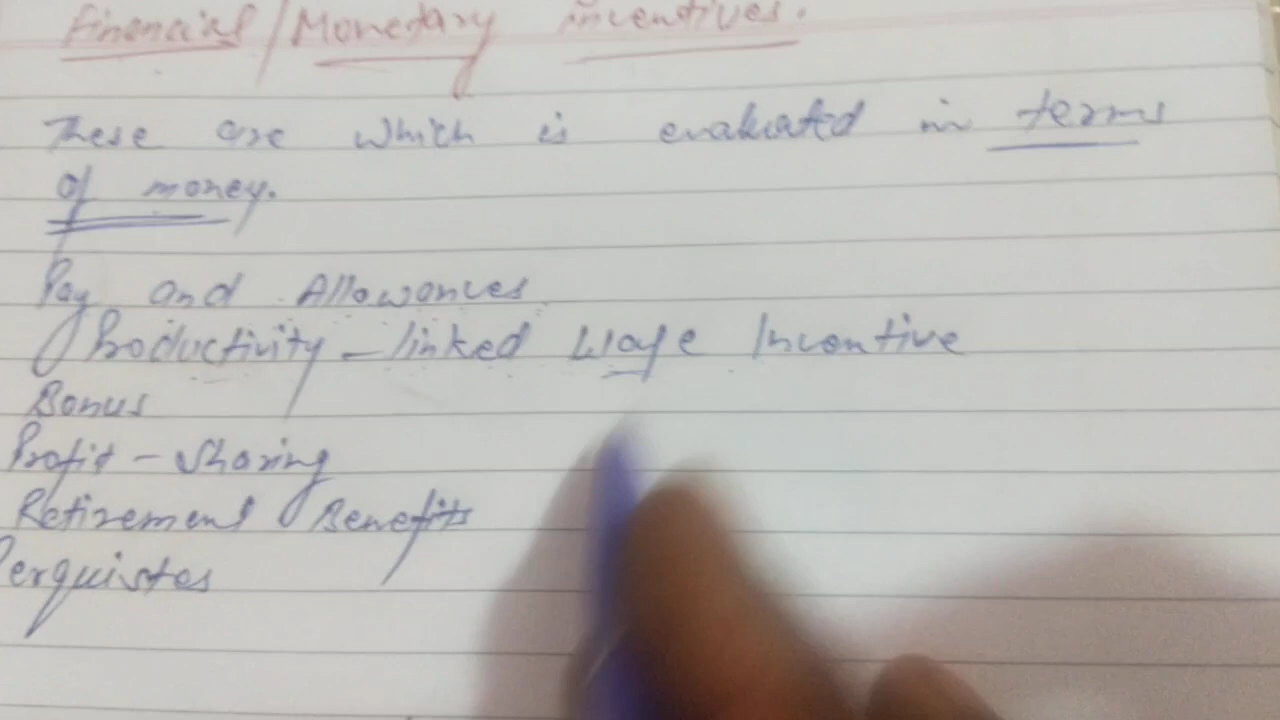 Financial/Monetary incentives.
These are which is evaluated in terms
of money.
Pay and Allowances
Productivity - linked Wage Incentive
Bonus
Profit - Sharing
Retirement Benefits
Perquistes